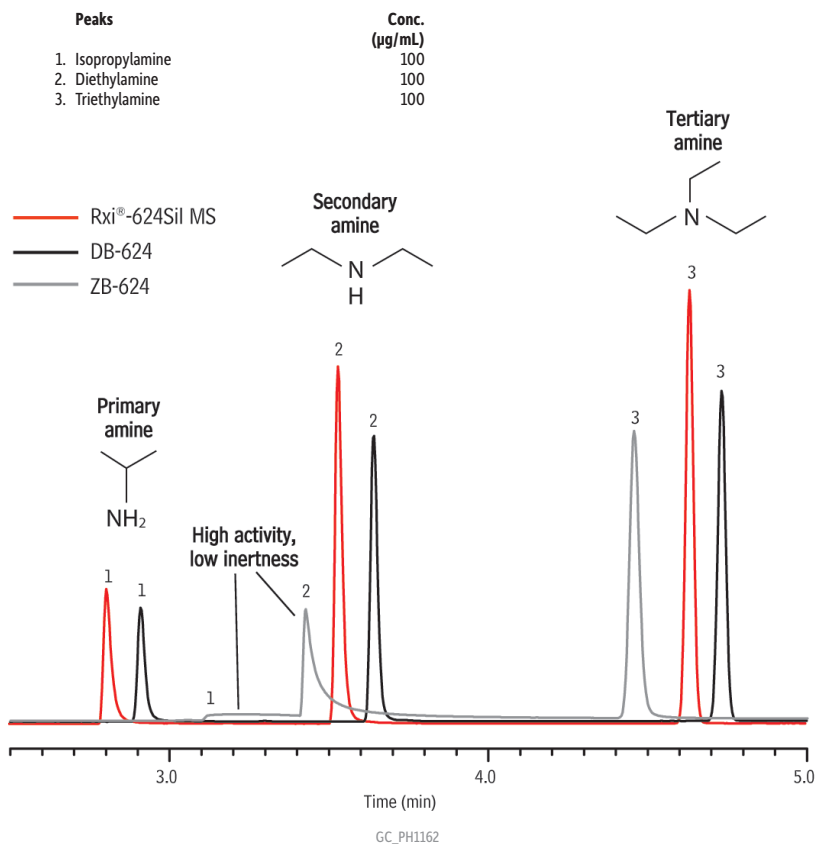 Peaks Conc.
(µg/mL)
1. Isopropylamine 100
2. Diethylamine 100
3. Triethylamine 100
Tertiary
amine
N
Rxi®-624Sil MS
DB-624
ZB-624
Secondary
amine
N
H
3
2
3
2
3
Primary
amine
NH2
High activity,
low inertness
1
1
2
1
3.0 4.0 5.0
Time (min)
GC_PH1162